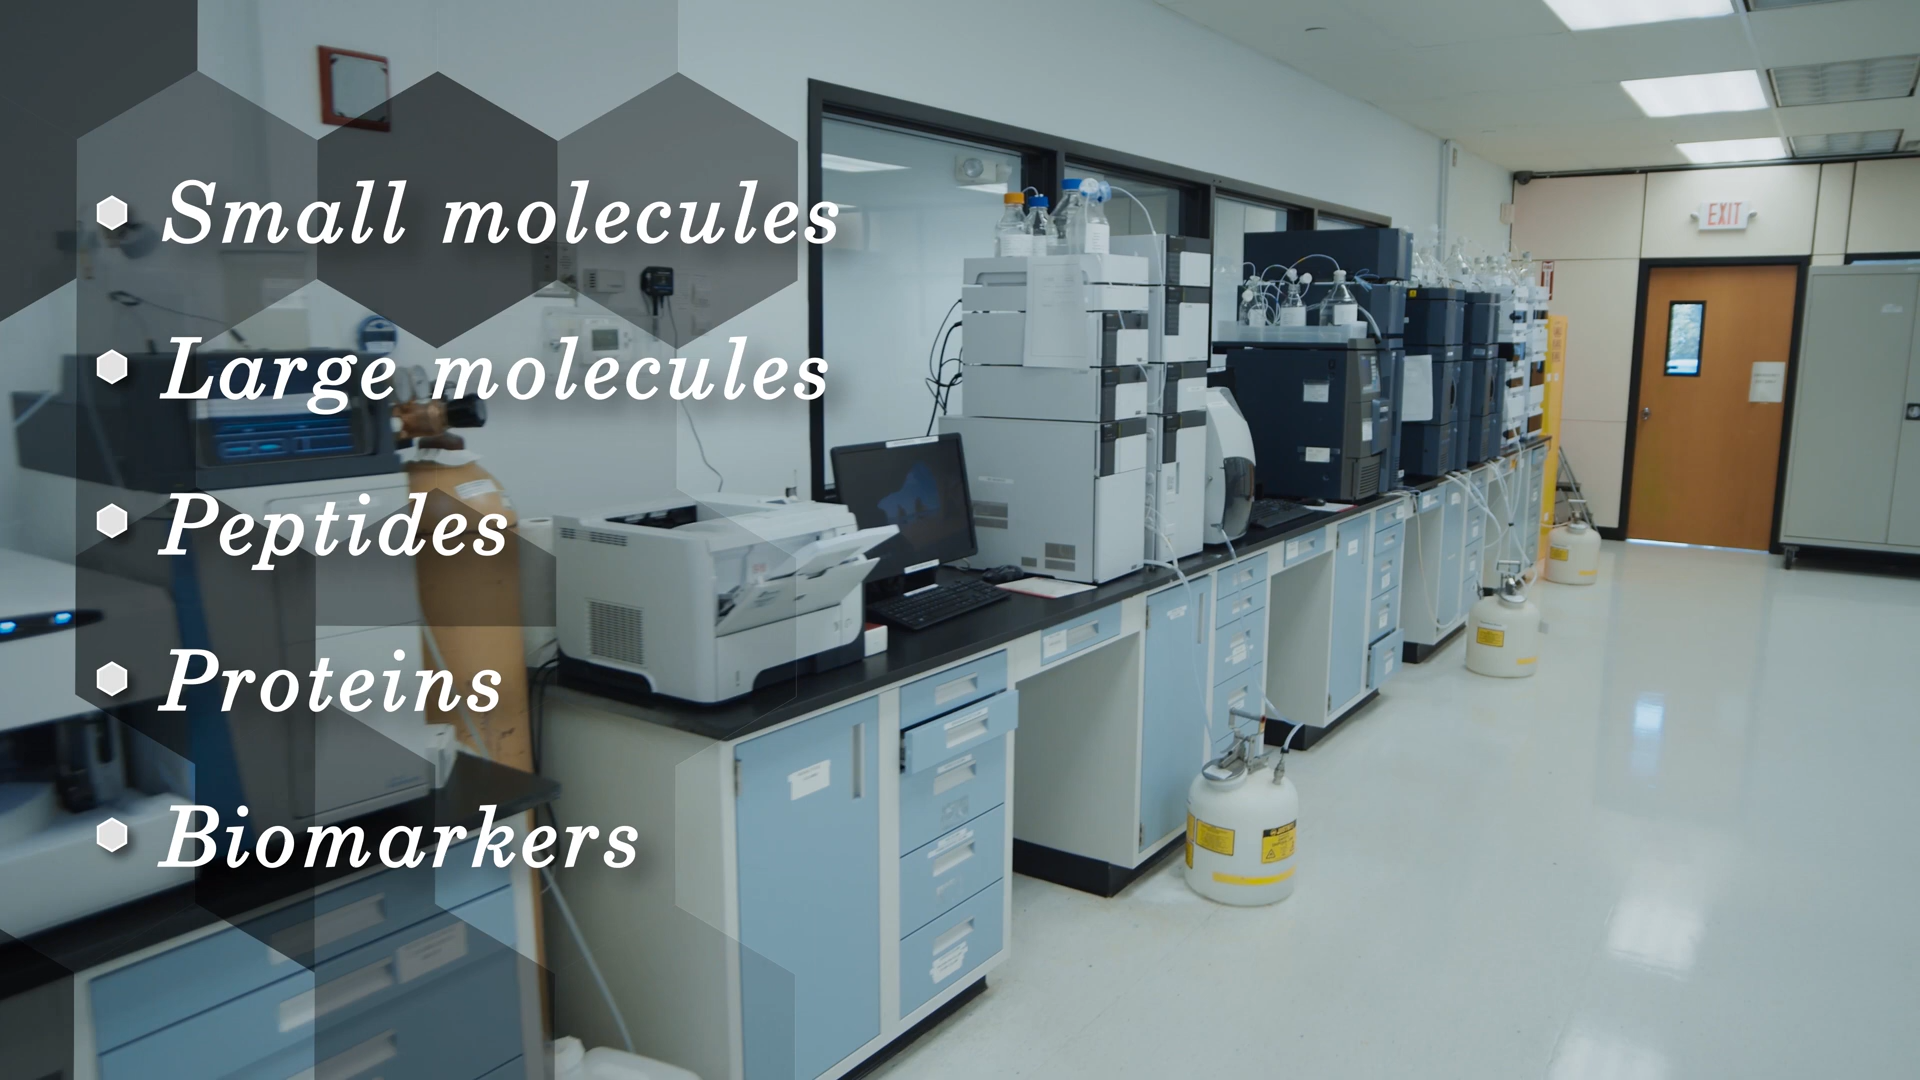 Small molecules
Large molecules
Peptides
Proteins
Biomarkers
EXIT